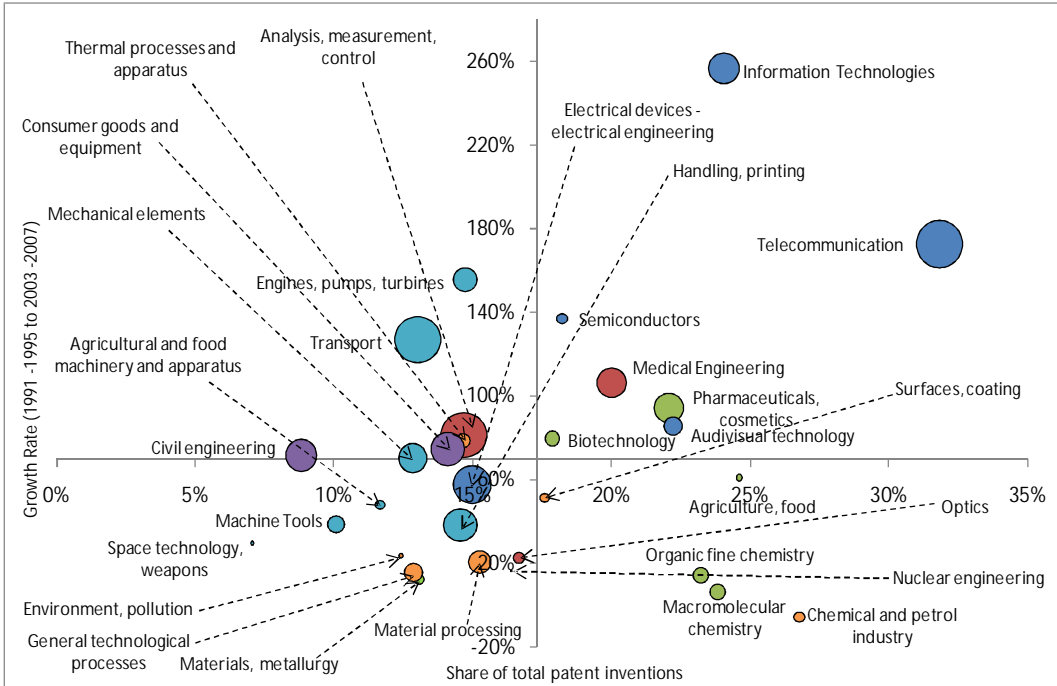 Thermal processes and
apparatus
Analysis, measurement,
control
260%
Information Technologies
Electrical devices -
electrical engineering
Consumer goods and
equipment
220%
Handling, printing
Mechanical elements
180%
Telecommunication
Engines, pumps, turbines
140%
Semiconductors
Transport
Agricultural and food
machinery and apparatus
Medical Engineering
Surfaces, coating
100%
Pharmaceuticals,
cosmetics
Audivisual technology
Biotechnology
Civil engineering
60%
0%
5%
10%
15%
20%
25%
30%
35%
Agriculture, food
Optics
Machine Tools
Space technology,
weapons
Organic fine chemistry
20%
Nuclear engineering
Environment, pollution
Macromolecular
chemistry
Chemical and petrol
industry
General technological
processes
Material processing
Materials, metallurgy
-20%
Share of total patent inventions
Growth Rate (1991 -1995 to 2003 -2007)